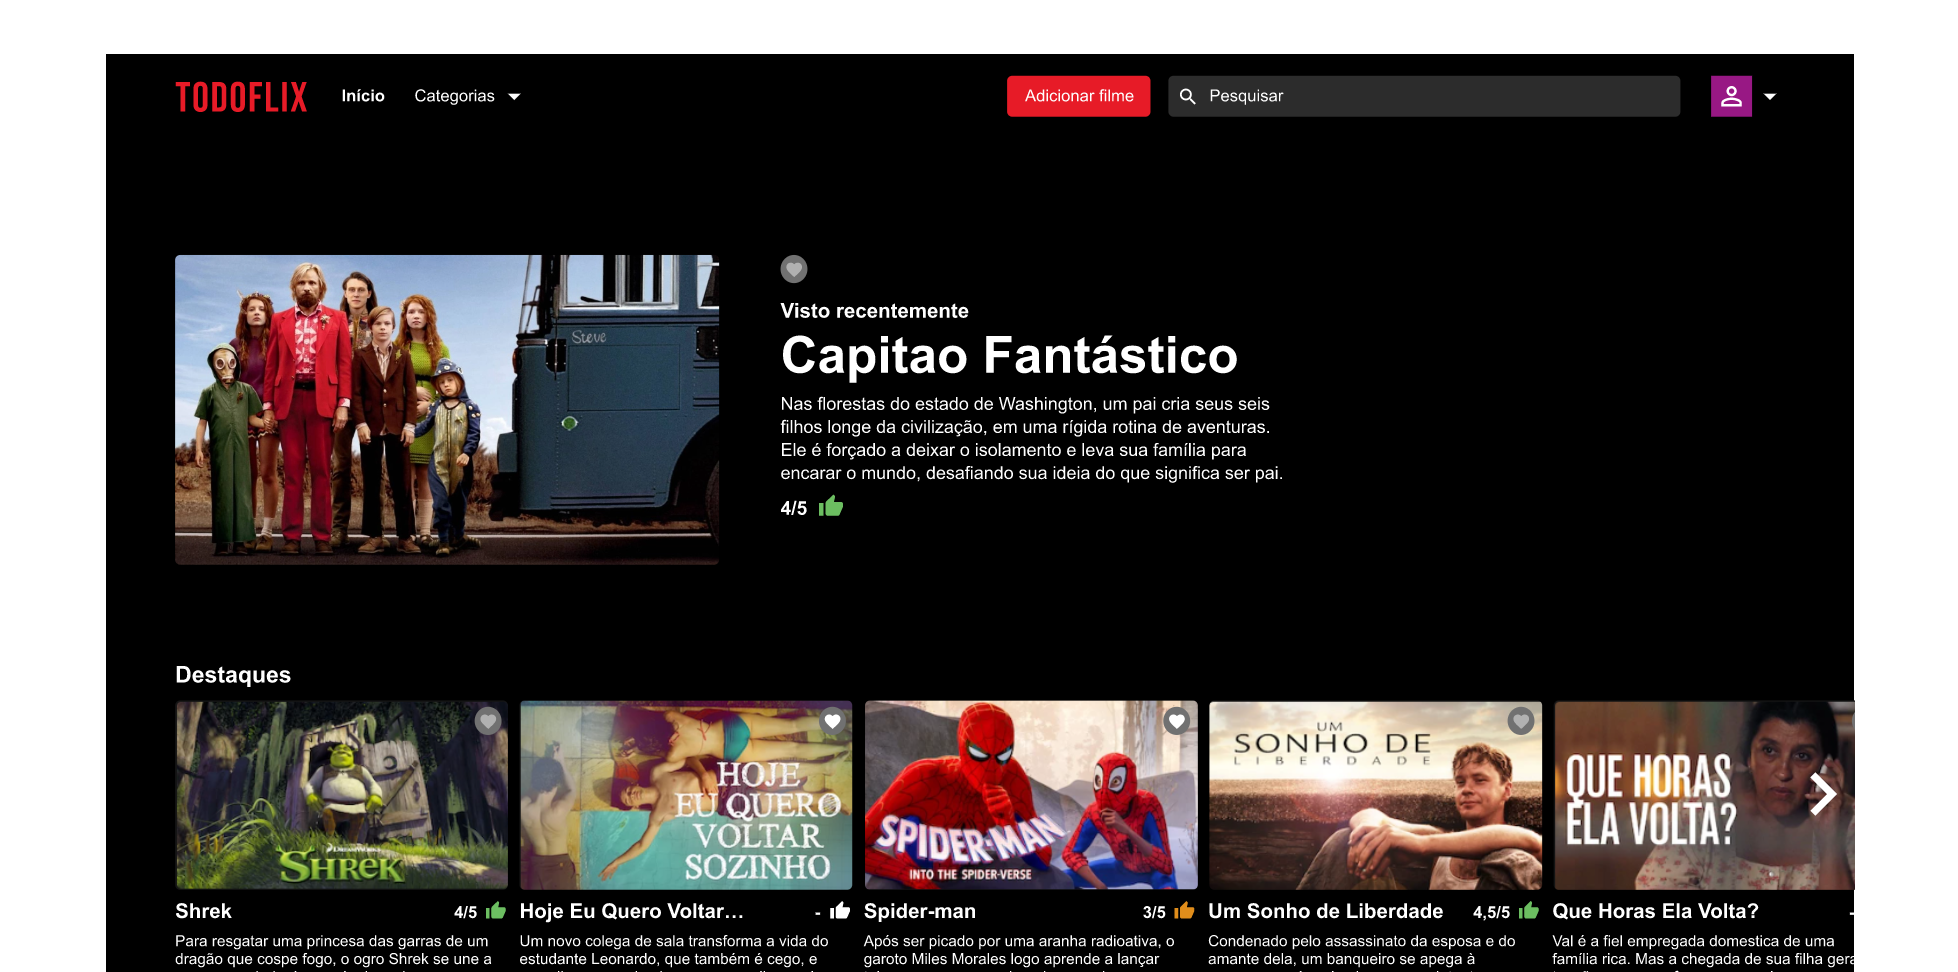 TODOFLIX Início Categorias Adicionar filme Pesquisar
Steve
Visto recentemente
Capitao Fantástico
Nas florestas do estado de Washington, um pai cria seus seis
filhos longe da civilização, em uma rígida rotina de aventuras.
Ele é forçado a deixar o isolamento e leva sua família para
encarar o mundo, desafiando sua ideia do que significa ser pai.
4/5
Destaques
SHREK
HOJE
EU QUERO
VOLTAR
SOZINHO
SPIDER-MAN
INTO THE SPIDER-VERSE
UM
SONHO DE
LIBERDADE
QUE HORAS
ELA VOLTA?
Shrek 4/5
Para resgatar uma princesa das garras de um
dragão que cospe fogo, o ogro Shrek se une a
Hoje Eu Quero Voltar... -
Um novo colega de sala transforma a vida do
estudante Leonardo, que também é cego, e
Spider-man 3/5
Após ser picado por uma aranha radioativa, o
garoto Miles Morales logo aprende a lançar
Um Sonho de Liberdade 4,5/5
Condenado pelo assassinato da esposa e do
amante dela, um banqueiro se apega à
Que Horas Ela Volta? -
Val é a fiel empregada domestica de uma
família rica. Mas a chegada de sua filha gera